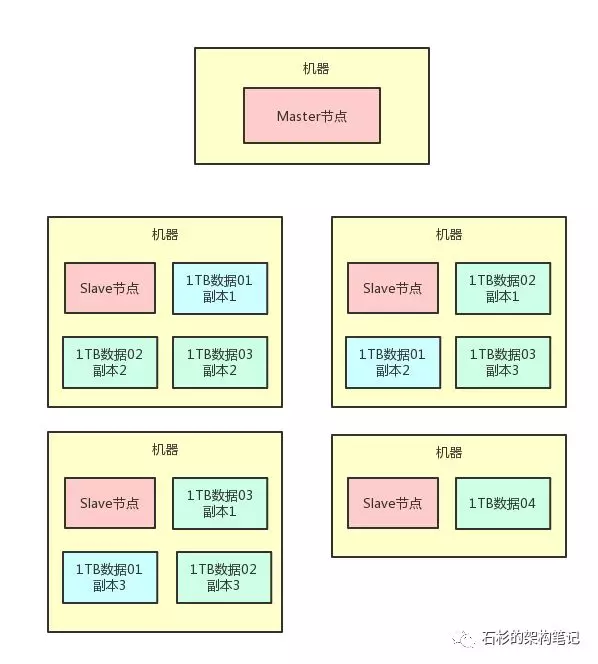 机器
Master节点
机器
Slave节点
1TB数据01
副本1
1TB数据02
副本2
1TB数据03
副本2
机器
Slave节点
1TB数据02
副本1
1TB数据01
副本2
1TB数据03
副本3
机器
Slave节点
1TB数据03
副本1
1TB数据01
副本3
1TB数据02
副本3
机器
Slave节点
1TB数据04
石杉的架构笔记